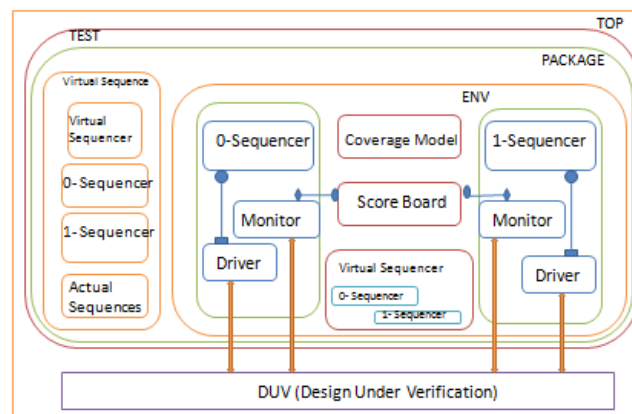 TOP
TEST
PACKAGE
Virtual Sequence
Virtual
Sequencer
0- Sequencer
1- Sequencer
Actual
Sequences
ENV
0-Sequencer
Monitor
Driver
Coverage Model
Score Board
Virtual Sequencer
0- Sequencer
1- Sequencer
1-Sequencer
Monitor
Driver
DUV (Design Under Verification)